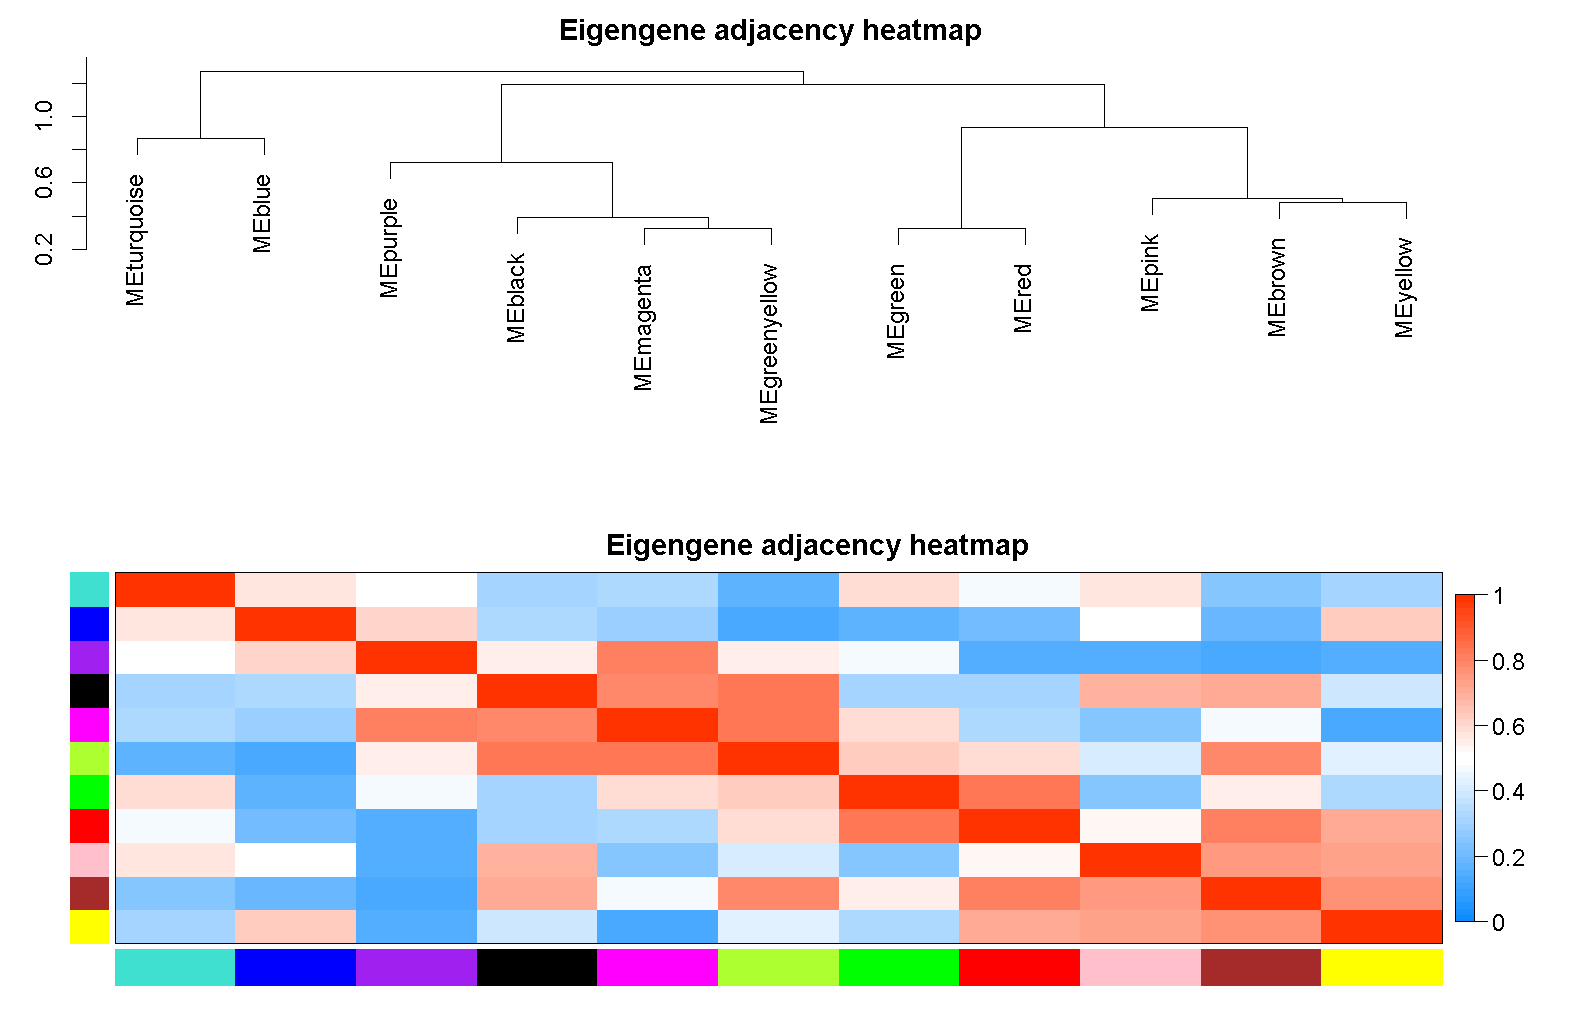 Eigengene adjacency heatmap
1.0
0.6
0.2
MEturquoise
MEblue
MEpurple
MEblack
MEmagenta
MEgreenyellow
MEgreen
MEred
MEpink
MEbrown
MEyellow
Eigengene adjacency heatmap
1
0.8
0.6
0.4
0.2
0